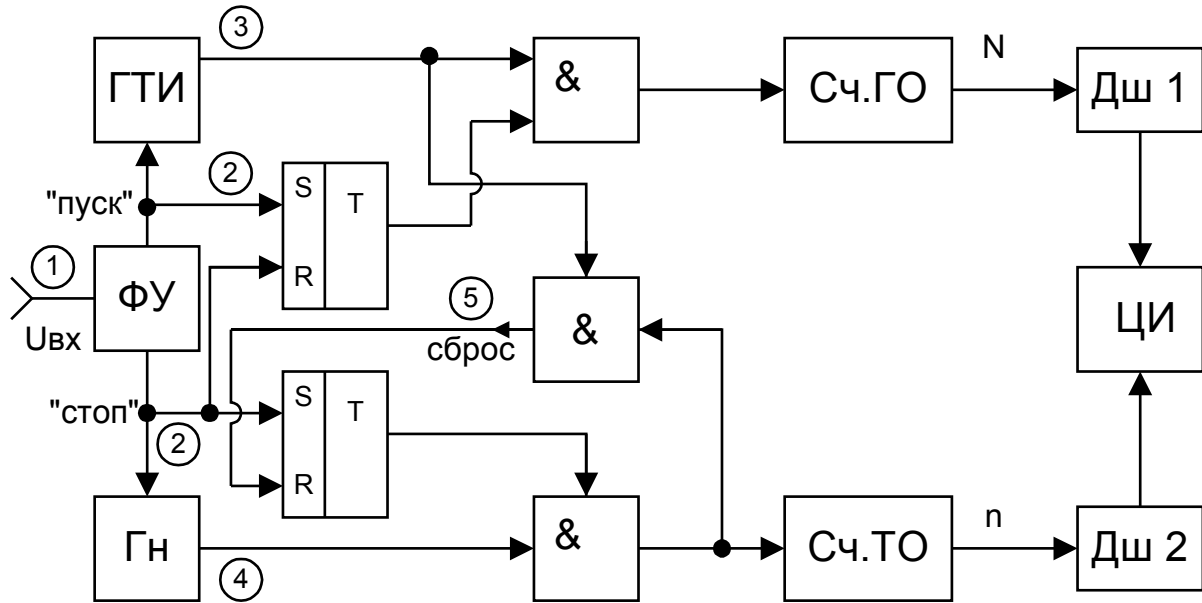 3
ГТИ
&
Сч.ГО
N
Дш 1
2
S
T
"пуск"
R
1
ФУ
Uвх
5
сброс
&
ЦИ
S
T
"стоп"
2
R
Гн
4
&
Сч.ТО
n
Дш 2